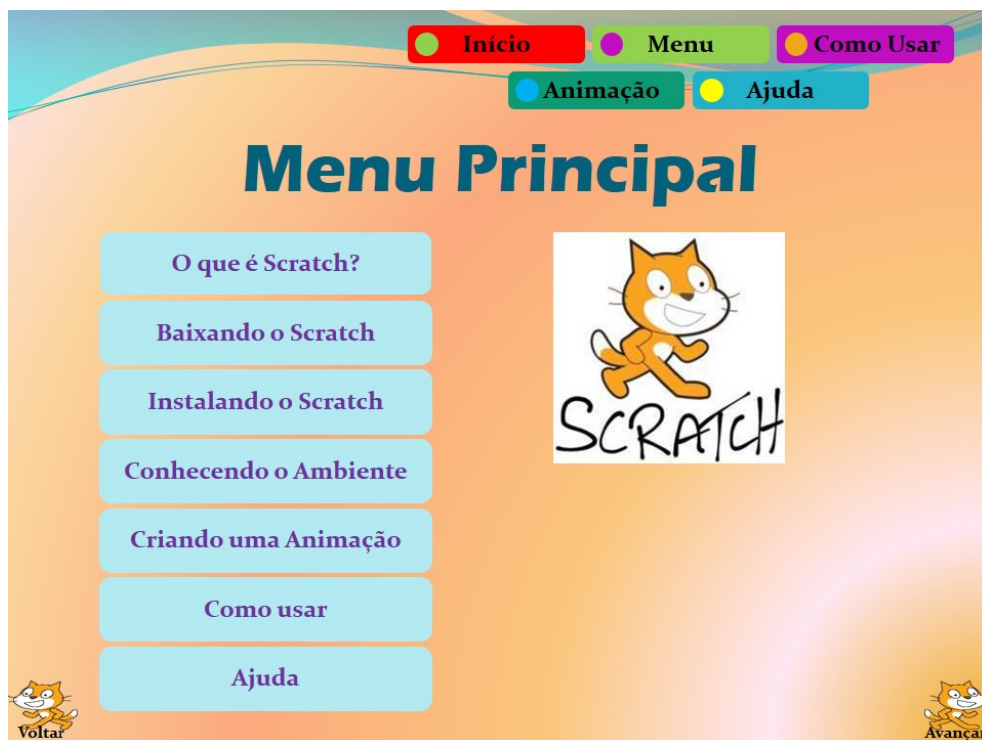 Início
Menu
Como Usar
Animação
Ajuda
Menu Principal
O que é Scratch?
Baixando o Scratch
Instalando o Scratch
Conhecendo o Ambiente
Criando uma Animação
Como usar
Ajuda
SCRATCH
Voltar
Avançar